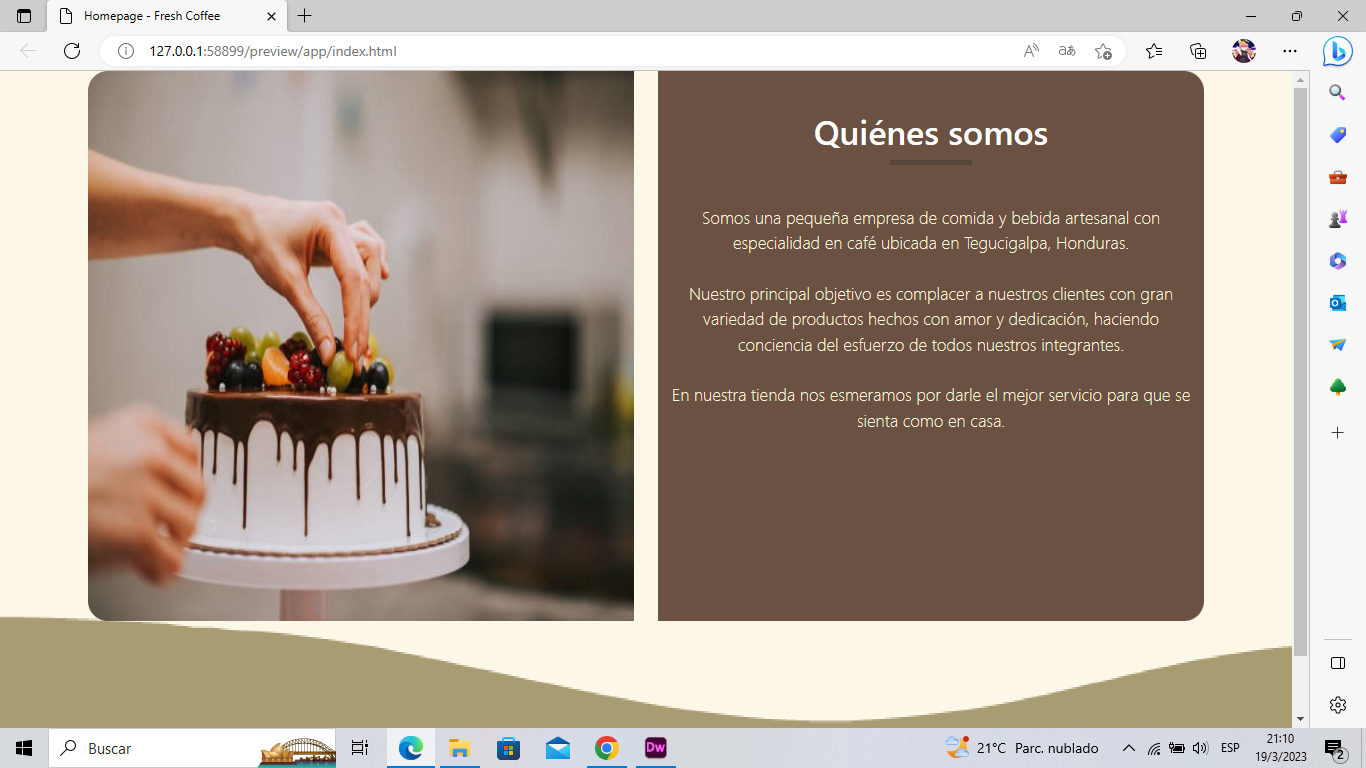 Homepage - Fresh Coffee
127.0.0.1:58899/preview/app/index.html
Quiénes somos
Somos una pequeña empresa de comida y bebida artesanal con
especialidad en café ubicada en Tegucigalpa, Honduras.
Nuestro principal objetivo es complacer a nuestros clientes con gran
variedad de productos hechos con amor y dedicación, haciendo
conciencia del esfuerzo de todos nuestros integrantes.
En nuestra tienda nos esmeramos por darle el mejor servicio para que se
sienta como en casa.
Buscar
Dw
21°C Parc. nublado
ESP
21:10
19/3/2023
2